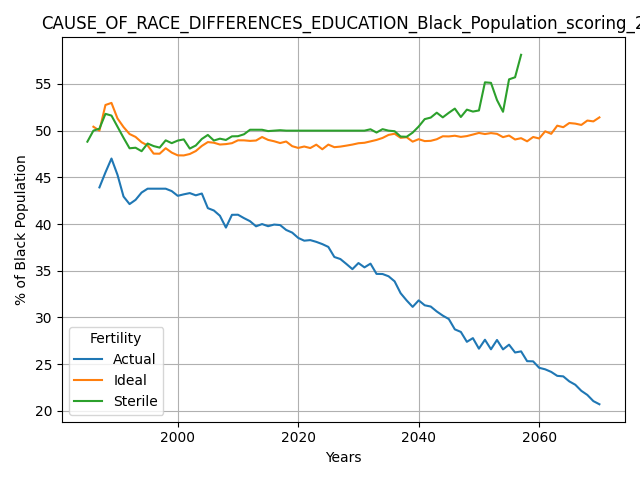 CAUSE_OF_RACE_DIFFERENCES_EDUCATION_Black_Population_scoring_2
% of Black Population
55
50
45
40
35
30
25
20
Fertility
Actual
Ideal
Sterile
2000 2020 2040 2060
Years